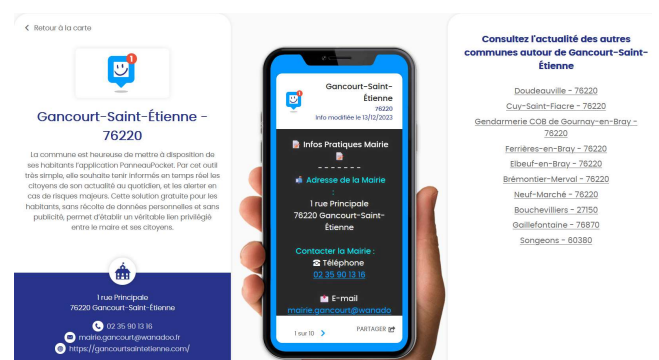 Retour à la carte
1
Gancourt-Saint-Étienne -
76220
La commune est heureuse de mettre à disposition de
ses habitants l'application PanneauPocket. Par cet outil
très simple, elle souhaite tenir informés en temps réel les
citoyens de son actualité au quotidien, et les alerter en
cas de risques majeurs. Cette solution gratuite pour les
habitants, sans récolte de données personnelles et sans
publicité, permet d'établir un véritable lien privilégié
entre le maire et ses citoyens.
1 rue Principale
76220 Gancourt-Saint-Étienne
02 35 90 13 16
mairie.gancourt@wanadoo.fr
https://gancourtsaintetienne.com/
1
Gancourt-Saint-
Étienne
76220
Info modifiée le 13/12/2023
Infos Pratiques Mairie
- - - - - - -
Adresse de la Mairie
:
1 rue Principale
76220 Gancourt-Saint-
Étienne
Contacter la Mairie :
Téléphone
02 35 90 13 16
E-mail
mairie.gancourt@wanado
1 sur 10
PARTAGER
Consultez l'actualité des autres
communes autour de Gancourt-Saint-
Étienne
Doudeauville - 76220
Cuy-Saint-Fiacre - 76220
Gendarmerie COB de Gournay-en-Bray -
76220
Ferrières-en-Bray - 76220
Elbeuf-en-Bray - 76220
Brémontier-Merval - 76220
Neuf-Marché - 76220
Bouchevilliers - 27150
Gaillefontaine - 76870
Songeons - 60380